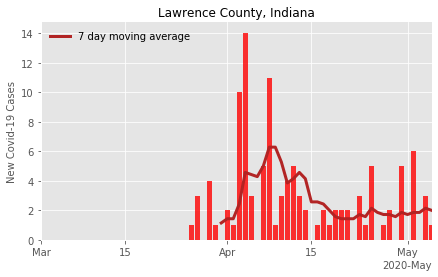 Lawrence County, Indiana
7 day moving average
New Covid-19 Cases
14
12
10
8
6
4
2
0
Mar 15 Apr 15 May
2020-May